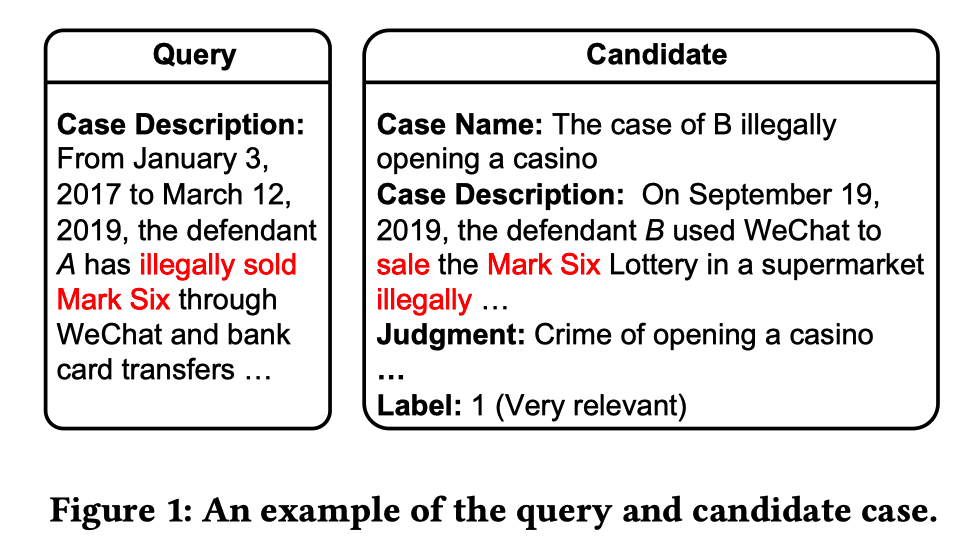 Query
Case Description:
From January 3,
2017 to March 12,
2019, the defendant
A has illegally sold
Mark Six through
WeChat and bank
card transfers …
Candidate
Case Name: The case of B illegally
opening a casino
Case Description: On September 19,
2019, the defendant B used WeChat to
sale the Mark Six Lottery in a supermarket
illegally …
Judgment: Crime of opening a casino
…
Label: 1 (Very relevant)
Figure 1: An example of the query and candidate case.